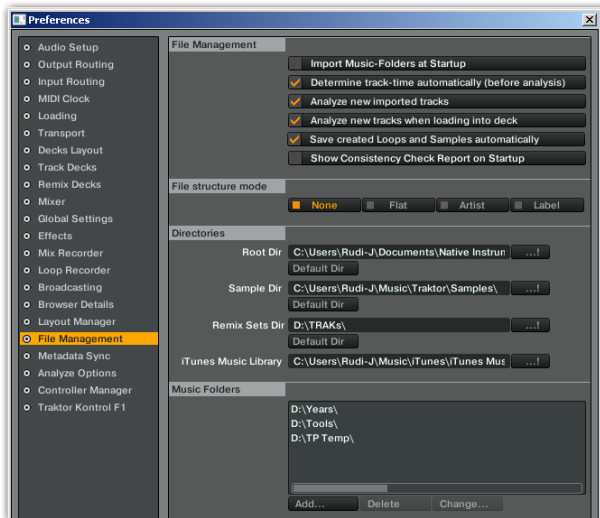 Preferences
Audio Setup
Output Routing
Input Routing
MIDI Clock
Loading
Transport
Decks Layout
Track Decks
Remix Decks
Mixer
Global Settings
Effects
Mix Recorder
Loop Recorder
Broadcasting
Browser Details
Layout Manager
File Management
Metadata Sync
Analyze Options
Controller Manager
Traktor Kontrol F1
File Management
Import Music-Folders at Startup
Determine track-time automatically (before analysis)
Analyze new imported tracks
Analyze new tracks when loading into deck
Save created Loops and Samples automatically
Show Consistency Check Report on Startup
File structure mode
None Flat Artist Label
Directories
Root Dir C:\Users\Rudi-J\Documents\Native Instrun ...!
Default Dir
Sample Dir C:\Users\Rudi-J\Music\Traktor\Samples\ ...!
Default Dir
Remix Sets Dir D:\TRAKs\ ...!
Default Dir
iTunes Music Library C:\Users\Rudi-J\Music\iTunes\iTunes Mus ...!
Music Folders
D:\Years\
D:\Tools\
D:\TP Temp\
Add... Delete Change...